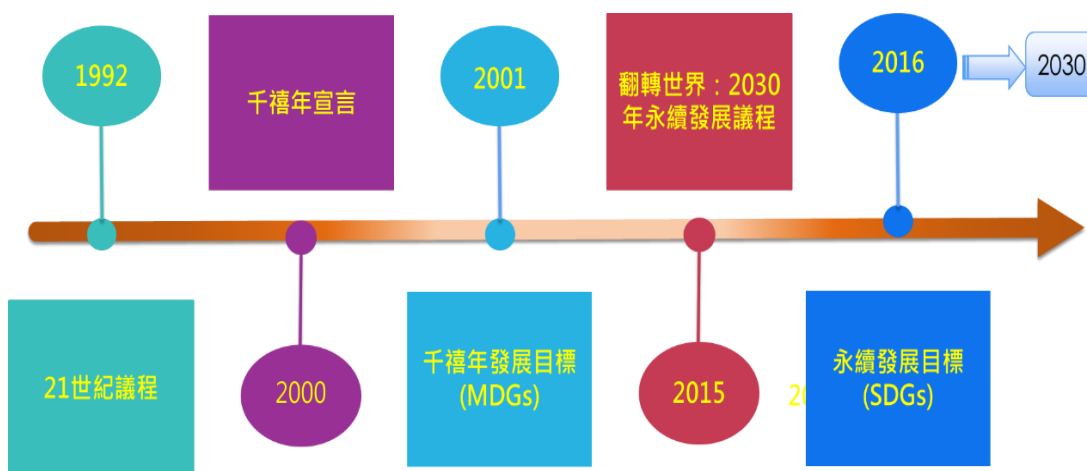 1992
千禧年宣言
2001
翻轉世界：2030
年永續發展議程
2016
2030
21世紀議程
2000
千禧年發展目標
(MDGs)
2015
永續發展目標
(SDGs)